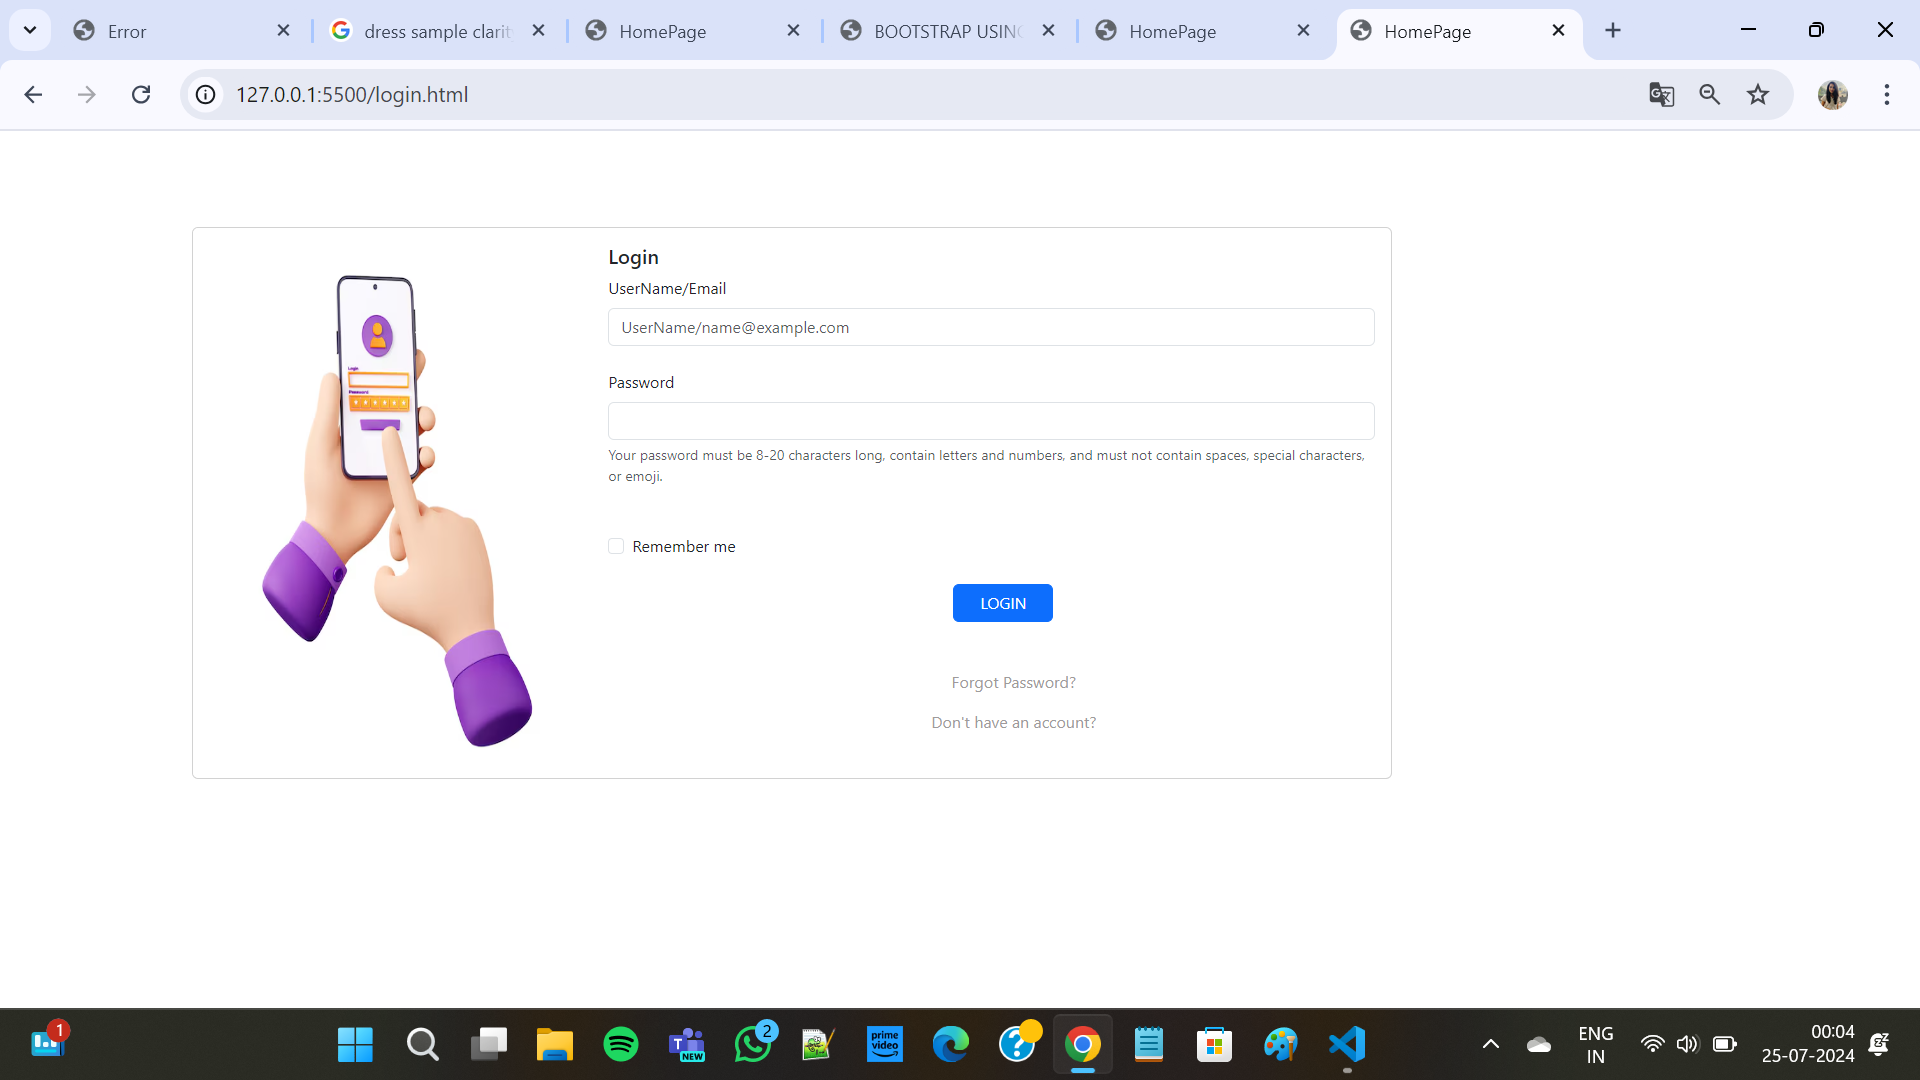 Error
dress sample clarit
HomePage
BOOTSTRAP USING
HomePage
HomePage
127.0.0.1:5500/login.html
Login
UserName/Email
UserName/name@example.com
Password
Your password must be 8-20 characters long, contain letters and numbers, and must not contain spaces, special characters,
or emoji.
Remember me
LOGIN
Forgot Password?
Don't have an account?
Login
Password
1
NEW
2
prime
video
ENG
IN
00:04
25-07-2024